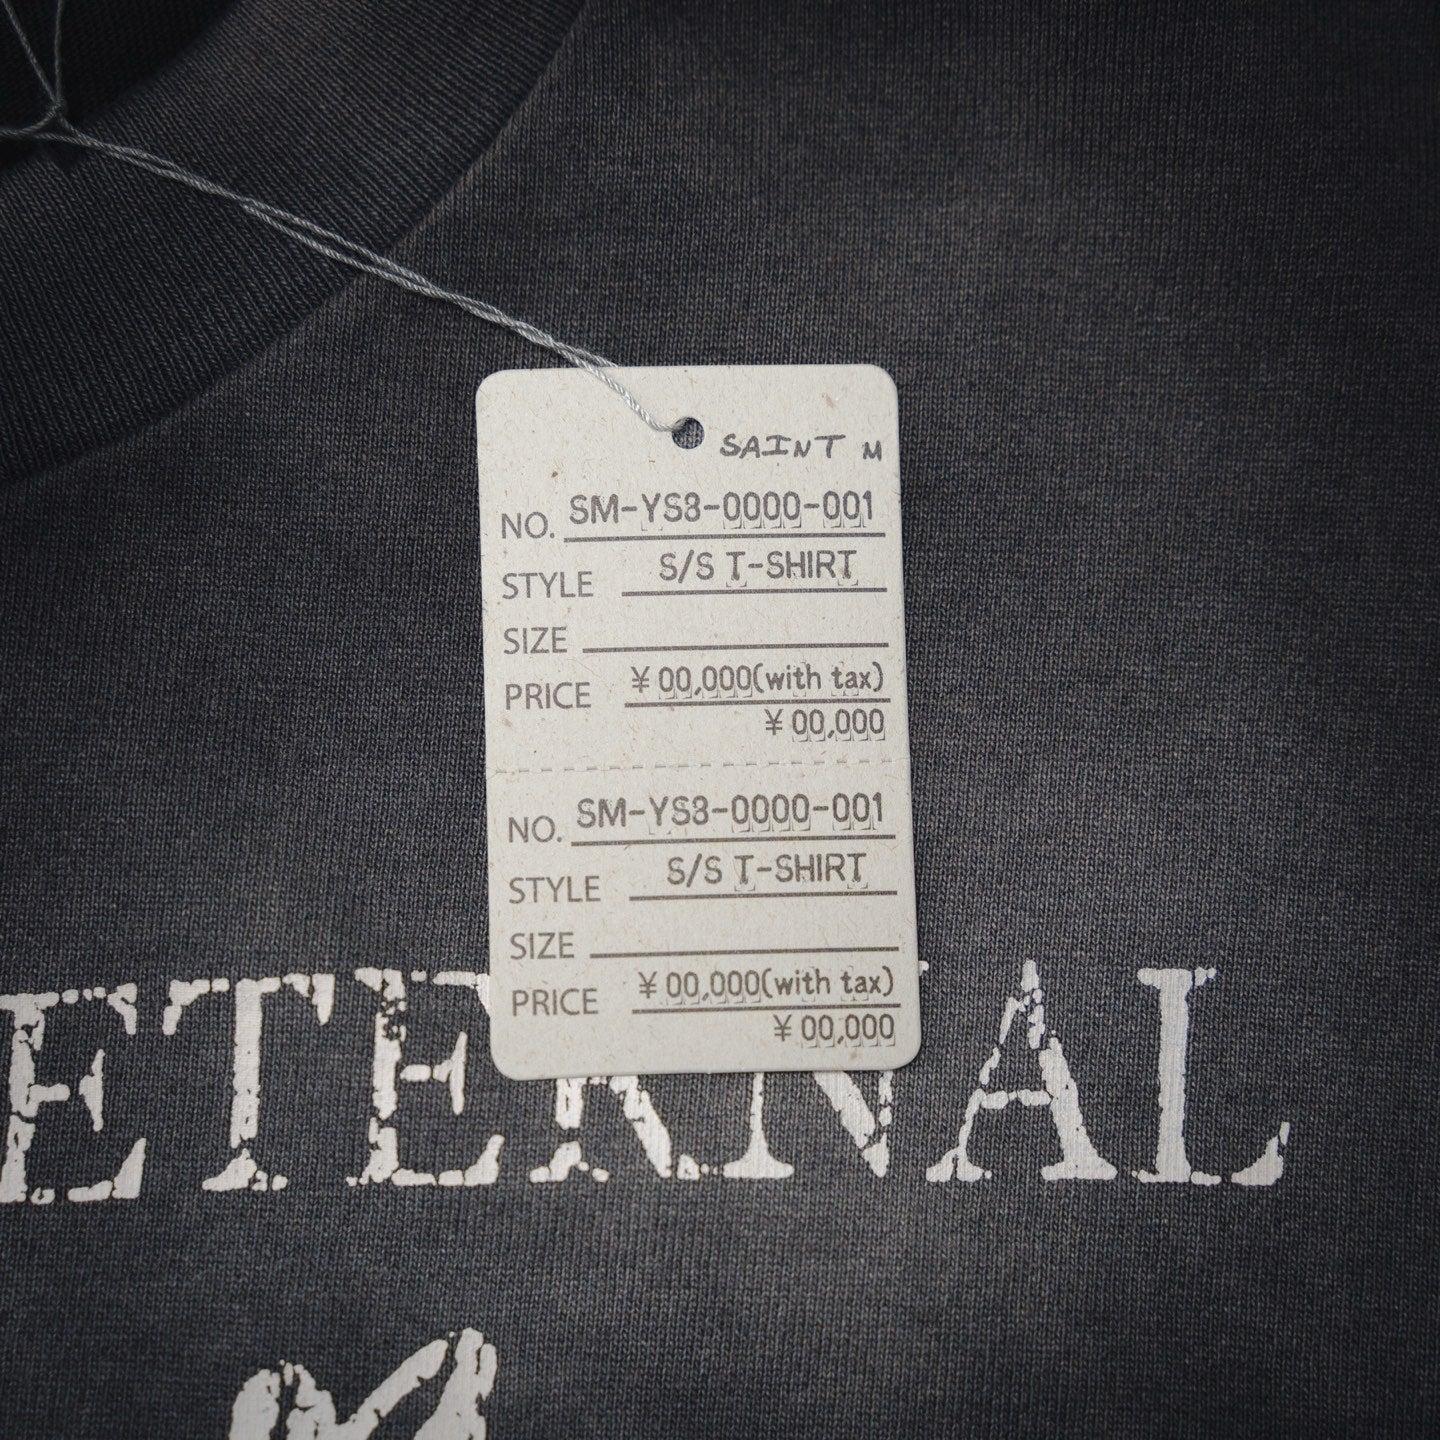 SAINT M
NO. SM-YS8-0000-001
STYLE S/S T-SHIRT
SIZE
PRICE ¥00,000(with tax)
¥00,000
NO. SM-YS8-0000-001
STYLE S/S T-SHIRT
SIZE
PRICE ¥00,000(with tax)
¥00,000
ETERNAL